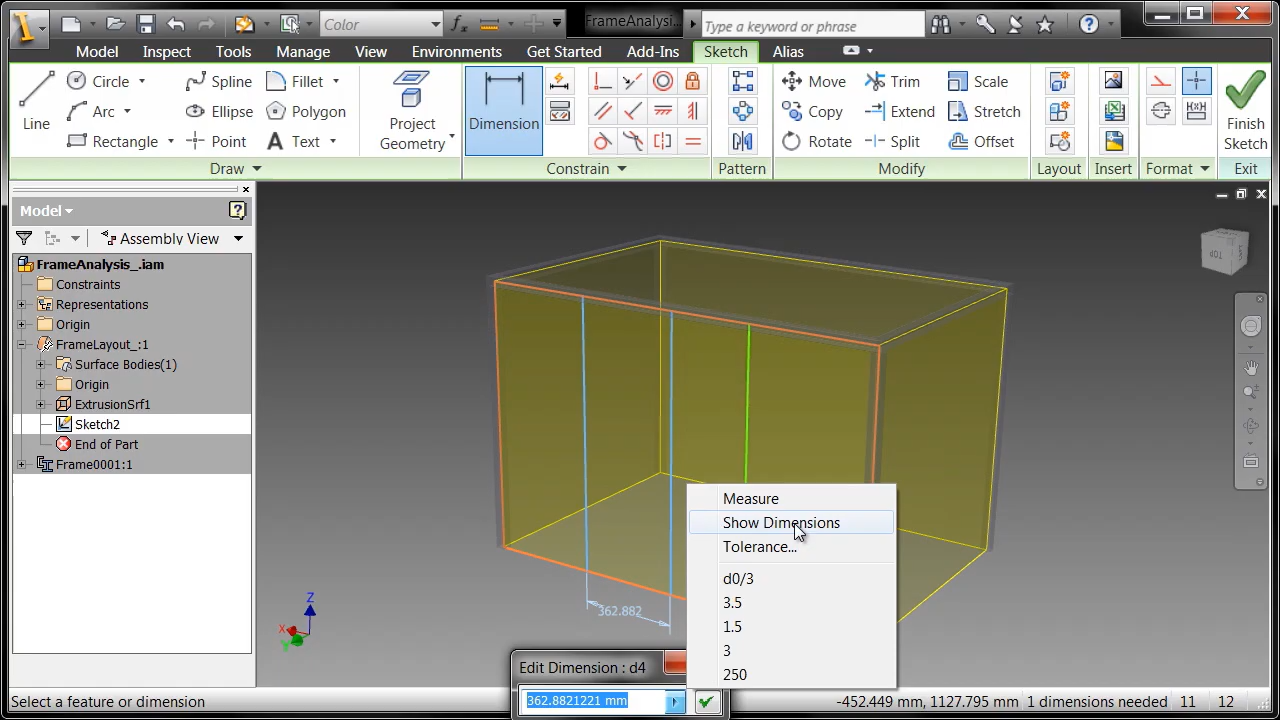 Color
FrameAnalysis...
Type a keyword or phrase
Model
Inspect
Tools
Manage
View
Environments
Get Started
Add-Ins
Sketch
Alias
Line
Circle
Arc
Rectangle
Spline
Ellipse
Point
Fillet
Polygon
Text
Project
Geometry
Dimension
Move
Copy
Rotate
Trim
Extend
Split
Scale
Stretch
Offset
Finish
Sketch
Draw
Constrain
Pattern
Modify
Layout
Insert
Format
Exit
Model
Assembly View
FrameAnalysis_.iam
Constraints
Representations
Origin
FrameLayout_:1
Surface Bodies(1)
Origin
ExtrusionSrf1
Sketch2
End of Part
Frame0001:1
TOP
Z
X
Y
362.882
Measure
Show Dimensions
Tolerance...
d0/3
3.5
1.5
3
250
Edit Dimension : d4
362.8821221 mm
Select a feature or dimension
-452.449 mm, 1127.795 mm
1 dimensions needed
11
12